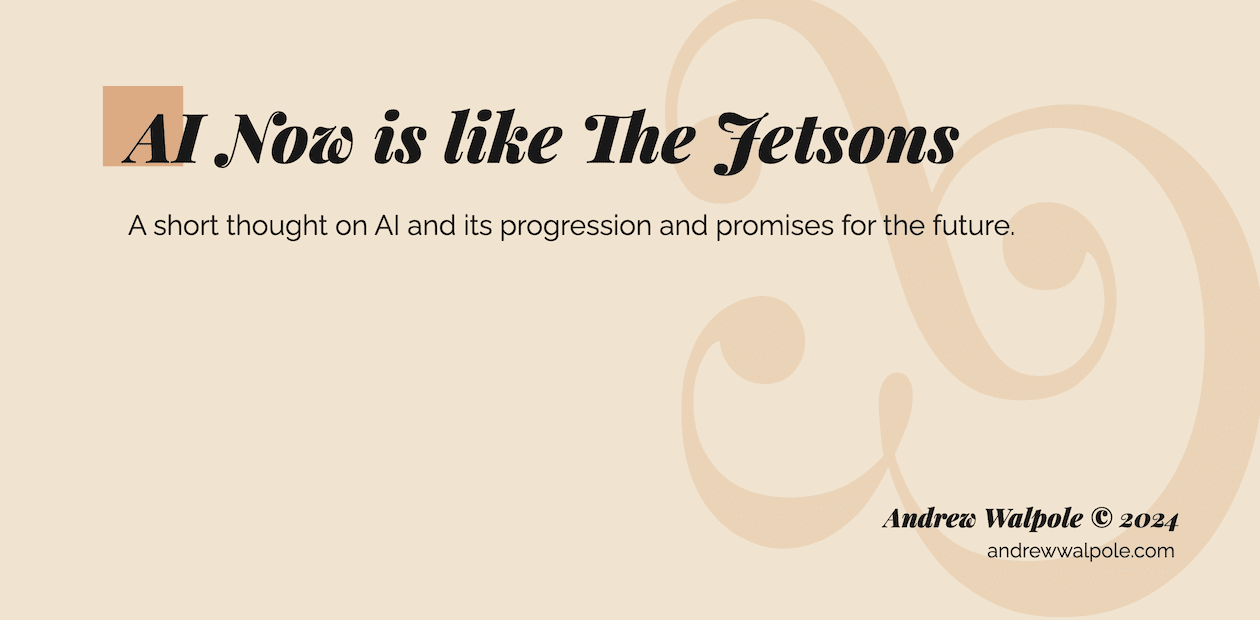 AI Now is like The Jetsons
A short thought on AI and its progression and promises for the future.
Andrew Walpole © 2024
andrewwalpole.com